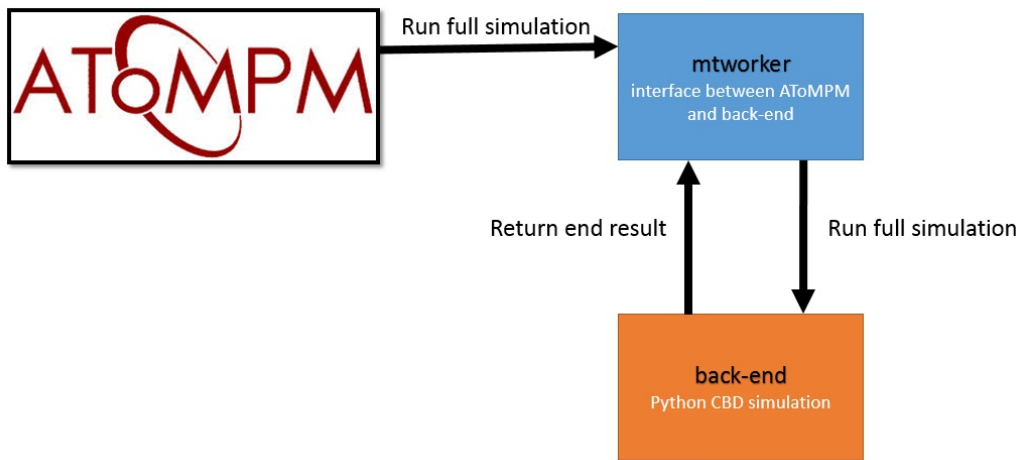 Run full simulation
AToMPM
mtworker
interface between AToMPM
and back-end
Return end result
Run full simulation
back-end
Python CBD simulation